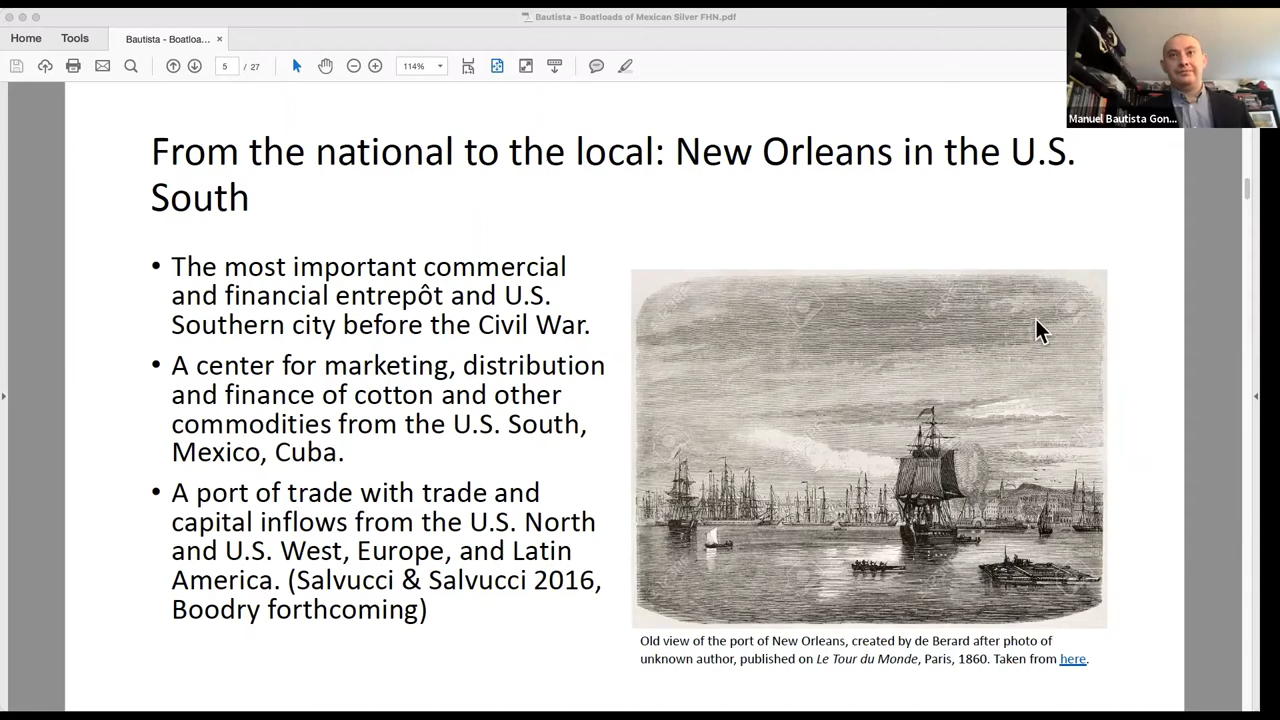 Bautista - Boatloads of Mexican Silver FHN.pdf
Home Tools Bautista - Boatloa... ×
5 / 27 114%
Manuel Bautista Gon...
From the national to the local: New Orleans in the U.S.
South
• The most important commercial
and financial entrepôt and U.S.
Southern city before the Civil War.
• A center for marketing, distribution
and finance of cotton and other
commodities from the U.S. South,
Mexico, Cuba.
• A port of trade with trade and
capital inflows from the U.S. North
and U.S. West, Europe, and Latin
America. (Salvucci & Salvucci 2016,
Boodry forthcoming)
Old view of the port of New Orleans, created by de Berard after photo of
unknown author, published on Le Tour du Monde, Paris, 1860. Taken from here.